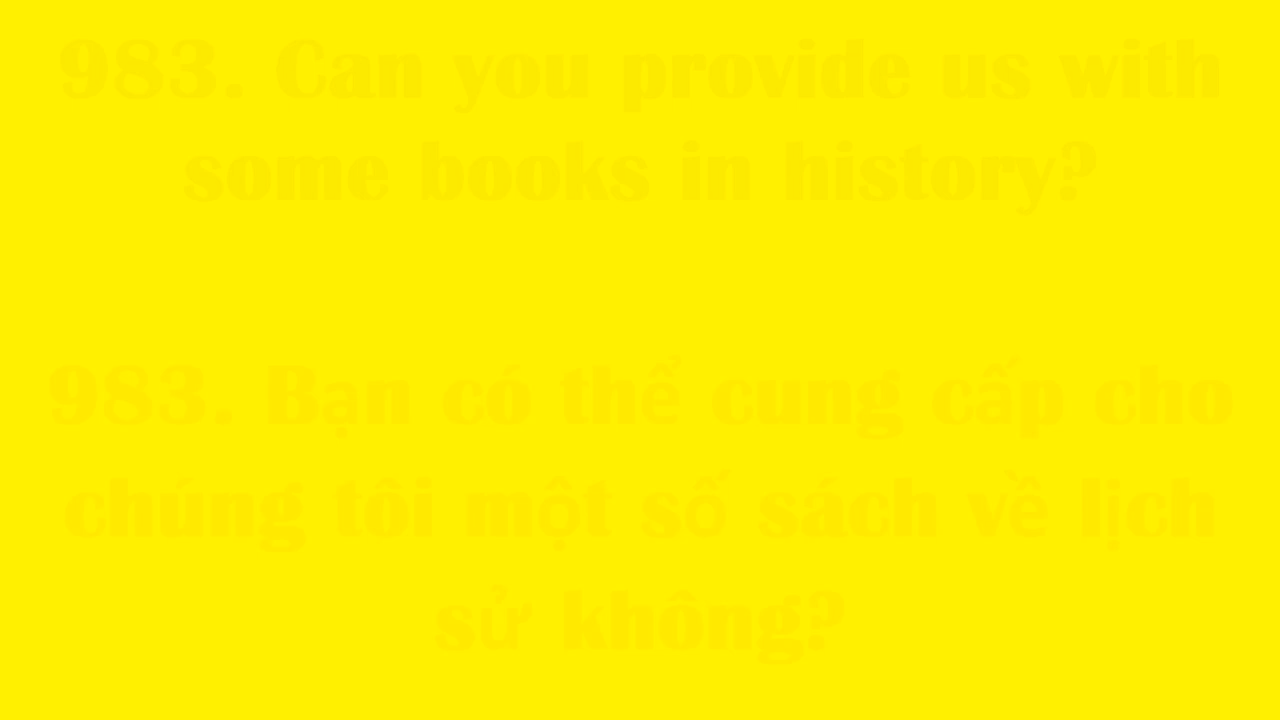 983. Can you provide us with
some books in history?
983. Bạn có thể cung cấp cho
chúng tôi một số sách về lịch
sử không?